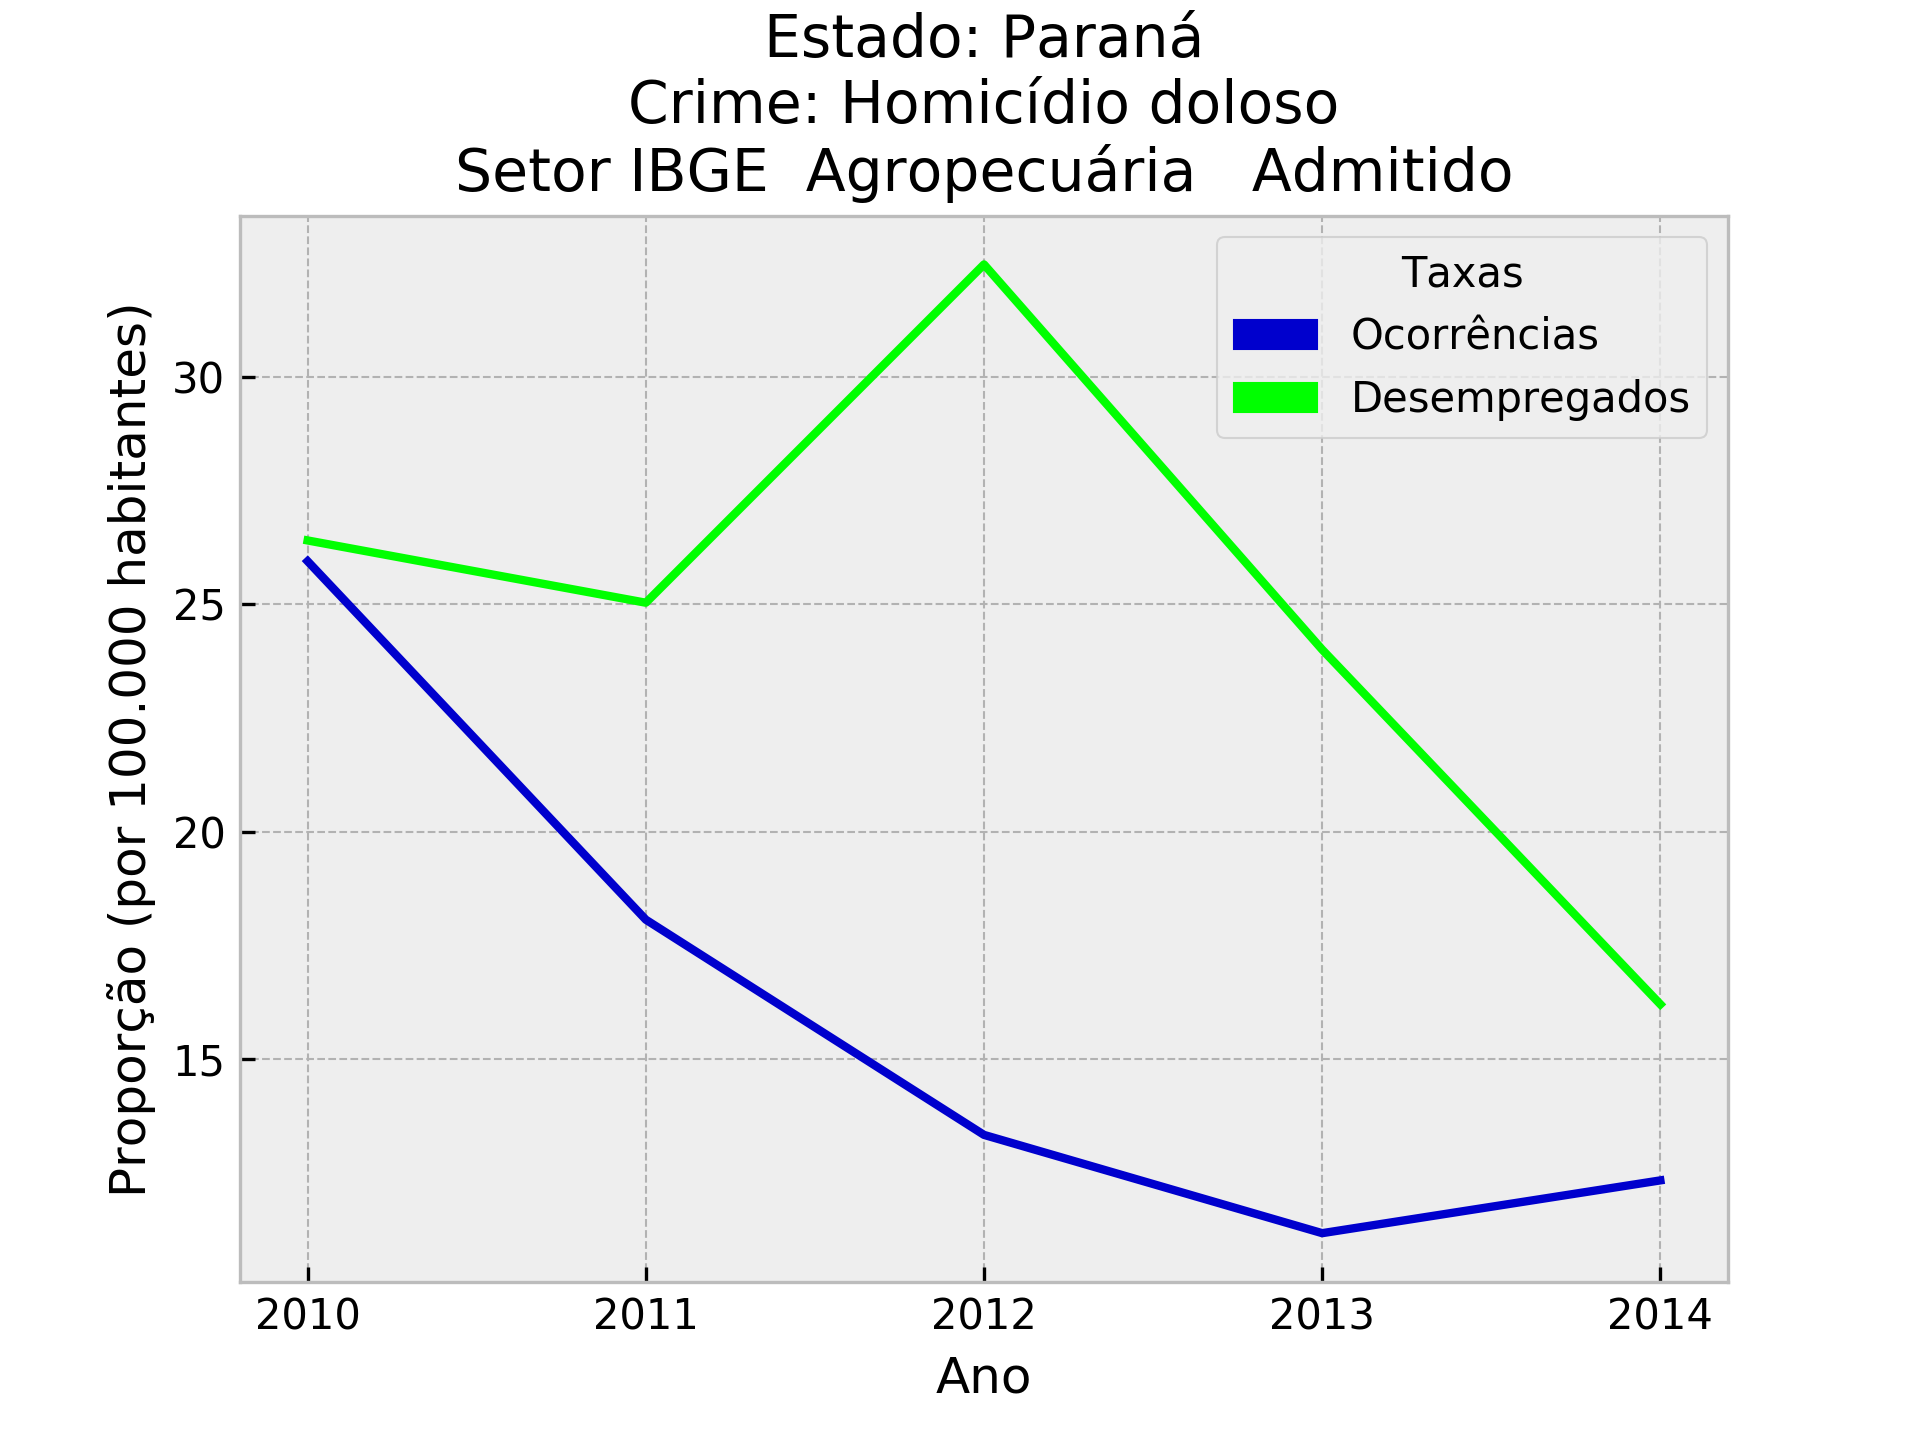 Estado: Paraná
Crime: Homicídio doloso
Setor IBGE  Agropecuária   Admitido
Taxas
Ocorrências
Desempregados
Proporção (por 100.000 habitantes)
30
25
20
15
2010
2011
2012
2013
2014
Ano